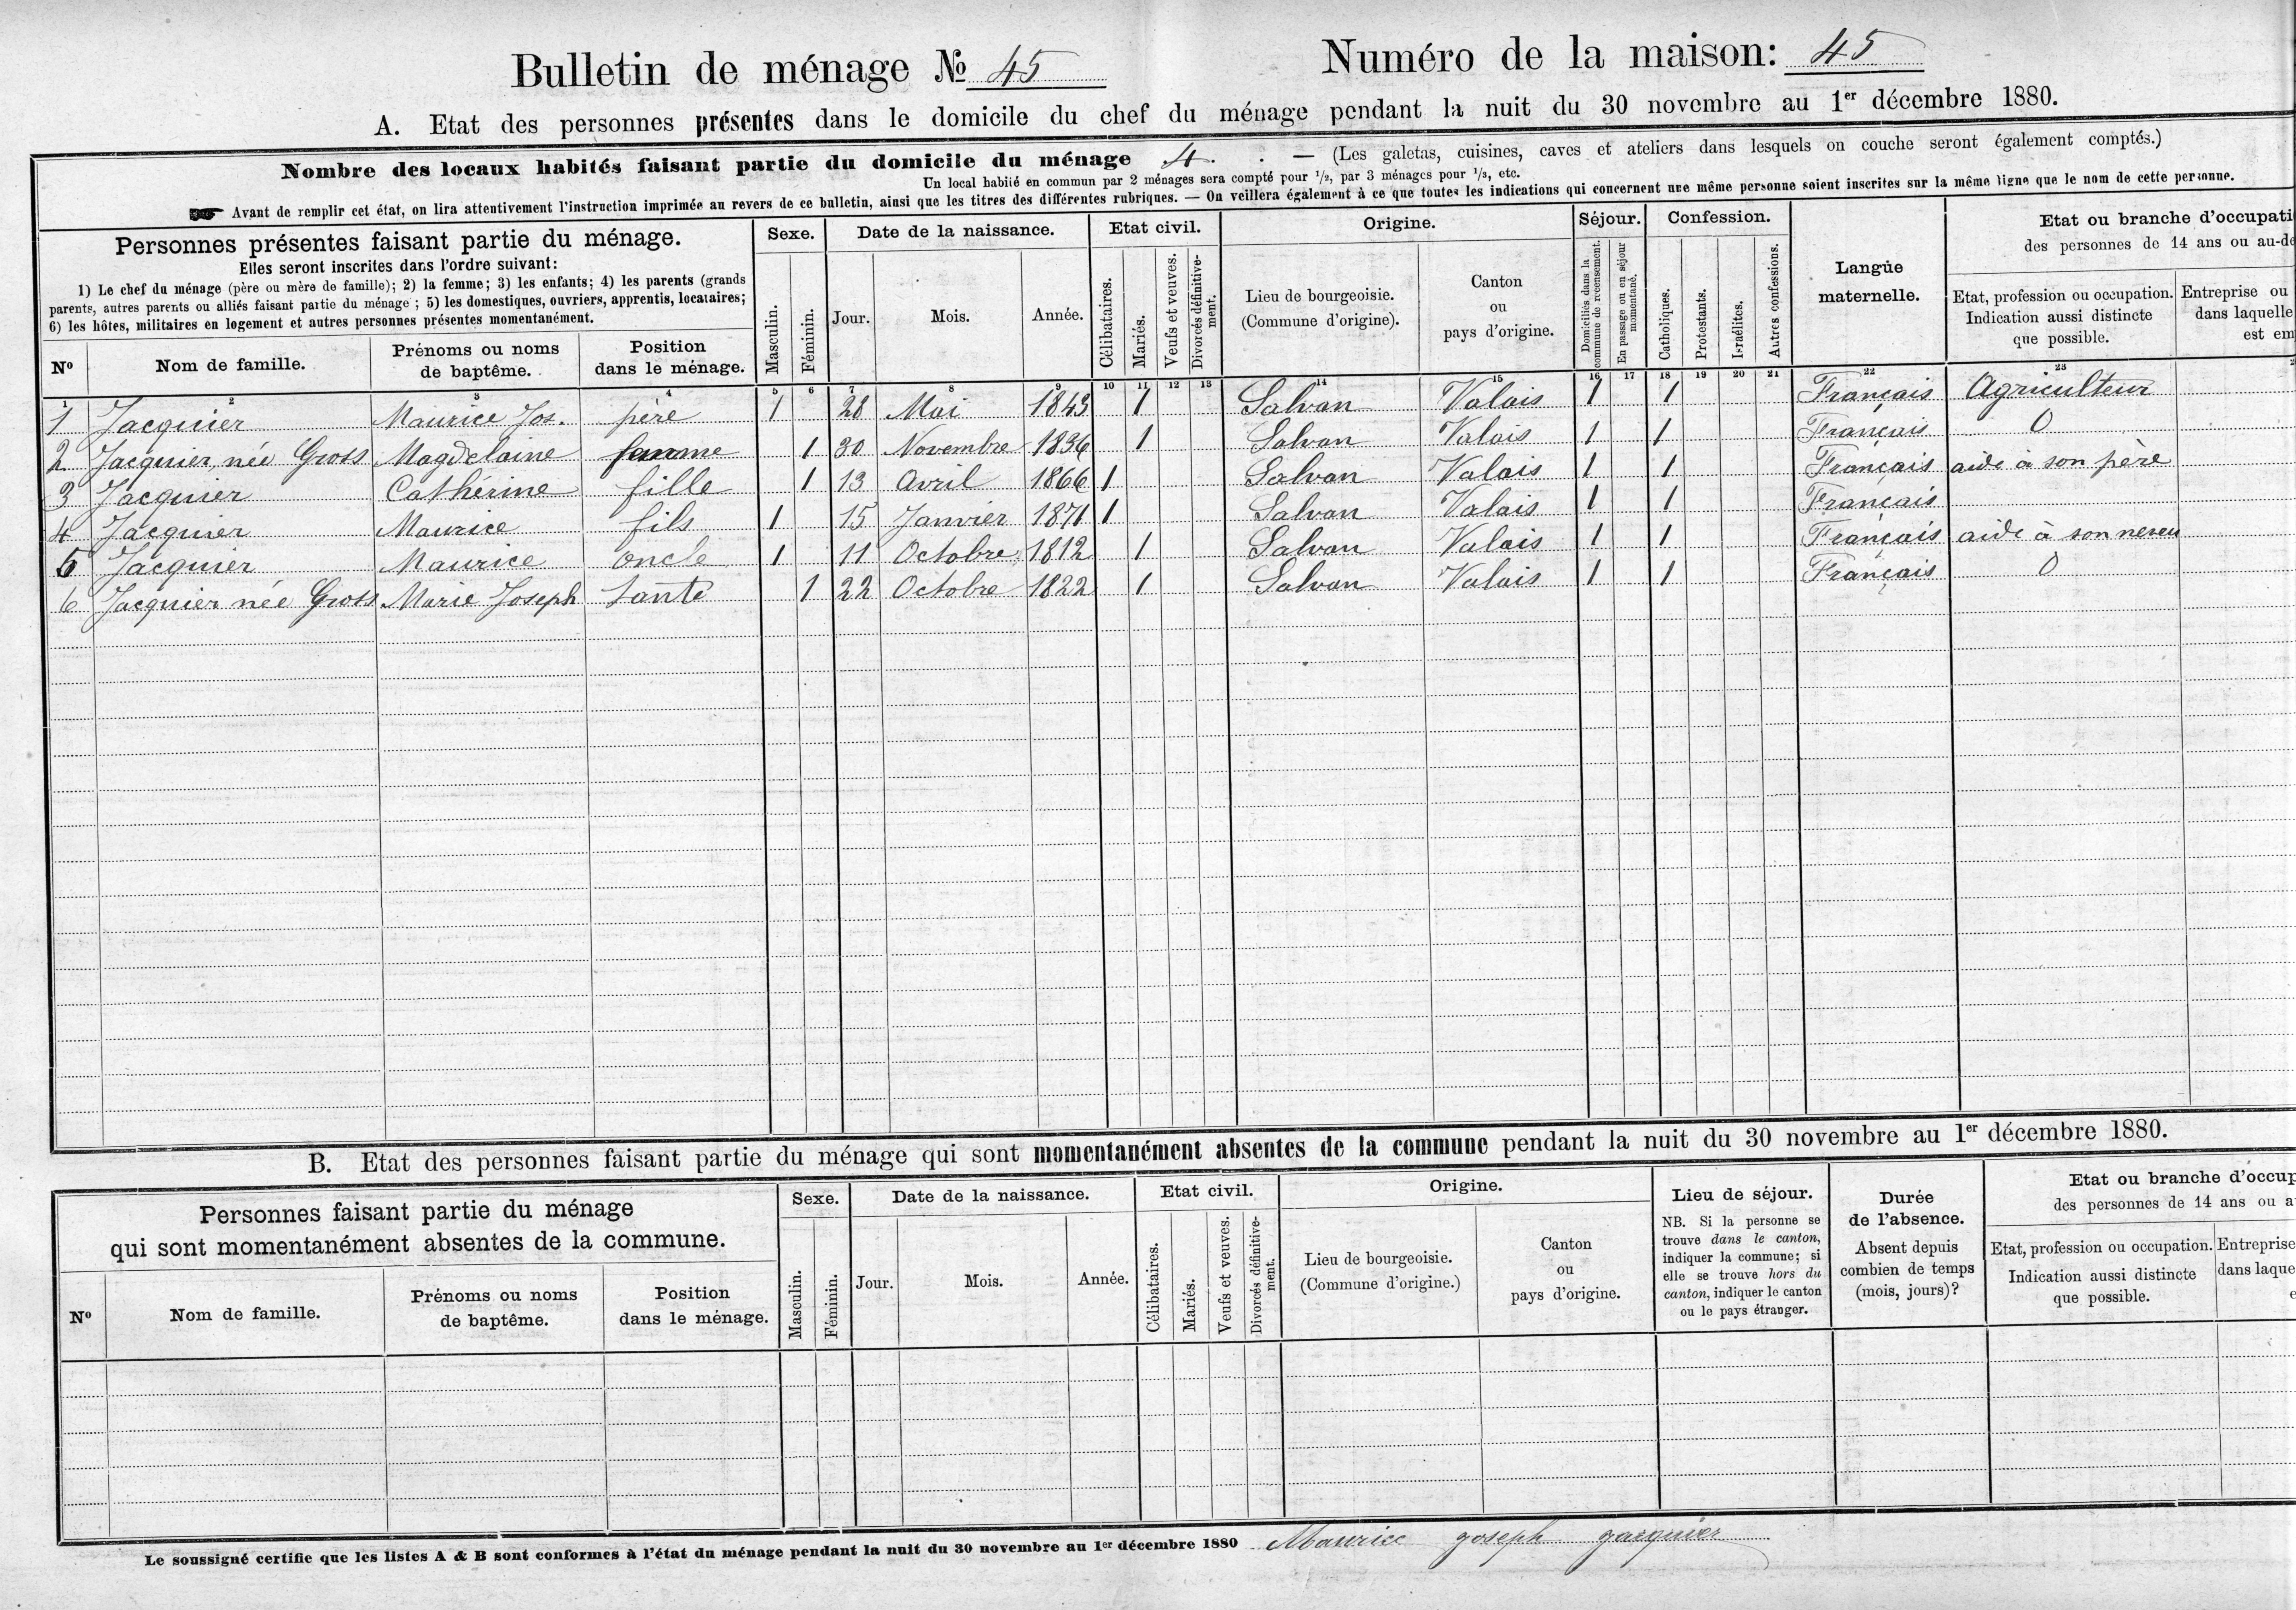 Bulletin de ménage № 45 Numéro de la maison: 45
A. Etat des personnes présentes dans le domicile du chef du ménage pendant la nuit du 30 novembre au 1er décembre 1880.
Nombre des locaux habités faisant partie du domicile du ménage 4. . — (Les galetas, cuisines, caves et ateliers dans lesquels on couche seront également comptés.)
Un local habité en commun par 2 ménages sera compté pour 1/2, par 3 ménages pour 1/3, etc.
Avant de remplir cet état, on lira attentivement l'instruction imprimée au revers de ce bulletin, ainsi que les titres des différentes rubriques. — On veillera également à ce que toutes les indications qui concernent une même personne soient inscrites sur la même ligne que le nom de cette personne.
Personnes présentes faisant partie du ménage.
Elles seront inscrites dans l'ordre suivant:
1) Le chef du ménage (père ou mère de famille); 2) la femme; 3) les enfants; 4) les parents (grands
parents, autres parents ou alliés faisant partie du ménage ; 5) les domestiques, ouvriers, apprentis, locataires;
6) les hôtes, militaires en logement et autres personnes présentes momentanément.
Nº Nom de famille. Prénoms ou noms de baptême. Position dans le ménage.
Sexe. Masculin. Féminin.
Date de la naissance. Jour. Mois. Année.
Etat civil. Célibataires. Mariés. Veufs et veuves. Divorcés définitive-ment.
Origine. Lieu de bourgeoisie. (Commune d'origine). Canton ou pays d'origine.
Séjour. Domiciliés dans la commune de recensement. En passage ou en séjour momentané.
Confession. Catholiques. Protestants. Israélites. Autres confessions.
Langue maternelle.
Etat ou branche d'occupati
des personnes de 14 ans ou au-de
Etat, profession ou occupation. Indication aussi distincte que possible.
Entreprise ou
dans laquelle
est em
1 2 3 4 5 6 7 8 9 10 11 12 13 14 15 16 17 18 19 20 21 22 23
1 Jacquier Maurice Jos. père 1 28 Mai 1843 1 Salvan Valais 1 1 Français Agriculteur
2 Jacquier, née Gross Magdelaine femme 1 30 Novembre 1836 1 Salvan Valais 1 1 Français 0
3 Jacquier Cathérine fille 1 13 Avril 1866 1 Salvan Valais 1 1 Français aide à son père
4 Jacquier Maurice fils 1 15 Janvier 1871 1 Salvan Valais 1 1 Français
5 Jacquier Maurice oncle 1 11 Octobre 1812 1 Salvan Valais 1 1 Français aide à son neveu
6 Jacquier née Gross Marie Joseph tante 1 22 Octobre 1822 1 Salvan Valais 1 1 Français 0
B. Etat des personnes faisant partie du ménage qui sont momentanément absentes de la commune pendant la nuit du 30 novembre au 1er décembre 1880.
Personnes faisant partie du ménage
qui sont momentanément absentes de la commune.
Nº Nom de famille. Prénoms ou noms de baptême. Position dans le ménage.
Sexe. Masculin. Féminin.
Date de la naissance. Jour. Mois. Année.
Etat civil. Célibataires. Mariés. Veufs et veuves. Divorcés définitive-ment.
Origine. Lieu de bourgeoisie. (Commune d'origine.) Canton ou pays d'origine.
Lieu de séjour.
NB. Si la personne se
trouve dans le canton,
indiquer la commune; si
elle se trouve hors du
canton, indiquer le canton
ou le pays étranger.
Durée
de l'absence.
Absent depuis
combien de temps
(mois, jours)?
Etat ou branche d'occup
des personnes de 14 ans ou a
Etat, profession ou occupation. Indication aussi distincte que possible.
Entreprise
dans laque
e
Le soussigné certifie que les listes A & B sont conformes à l'état du ménage pendant la nuit du 30 novembre au 1er décembre 1880 Maurice joseph jacquier